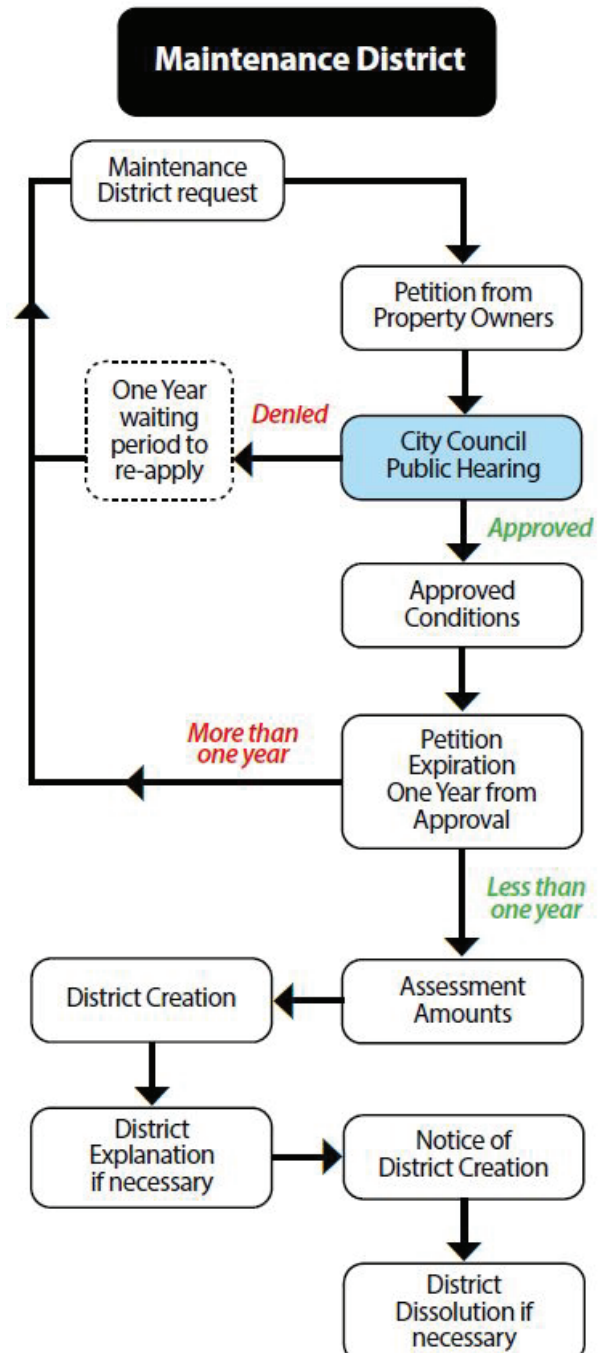 Maintenance District
Maintenance
District request
Petition from
Property Owners
One Year
waiting
period to
re-apply
Denied
City Council
Public Hearing
Approved
Approved
Conditions
More than
one year
Petition
Expiration
One Year from
Approval
Less than
one year
District Creation
Assessment
Amounts
District
Explanation
if necessary
Notice of
District Creation
District
Dissolution if
necessary